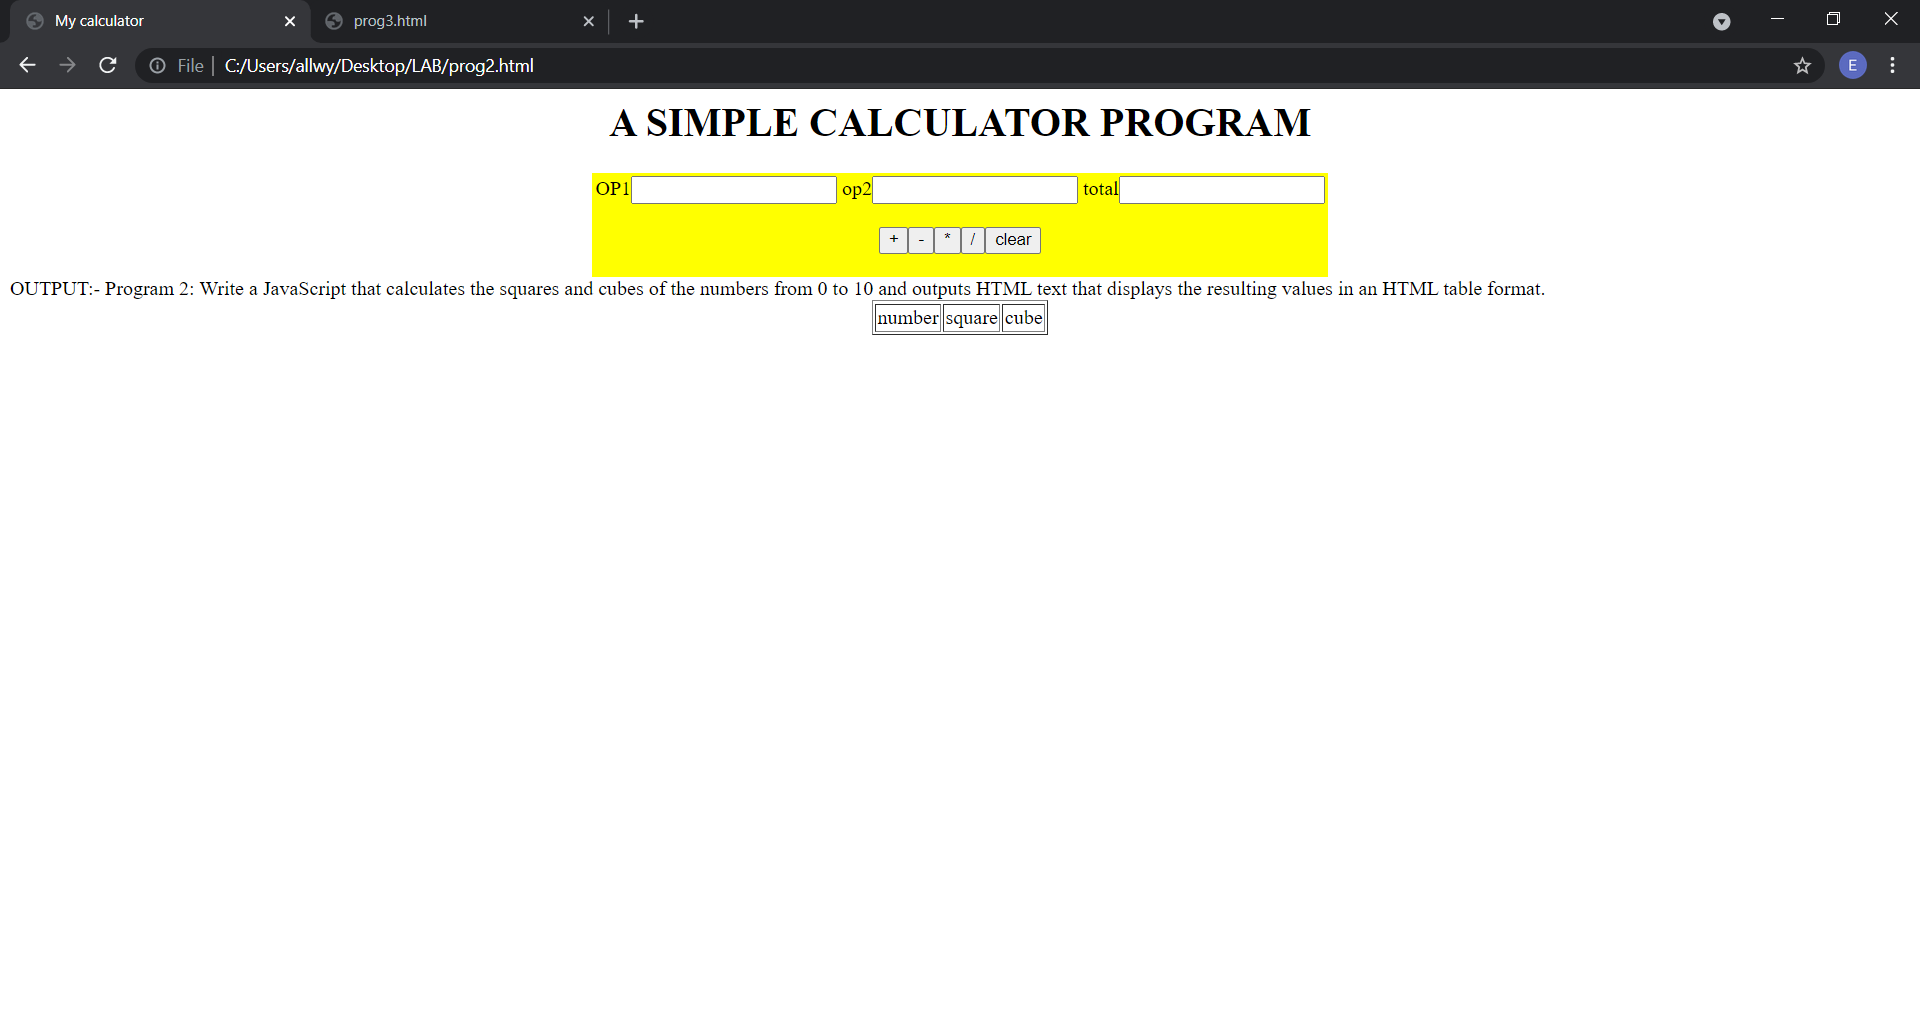 My calculator
prog3.html
File
C:/Users/allwy/Desktop/LAB/prog2.html
E
A SIMPLE CALCULATOR PROGRAM
OP1 op2 total
+ - * / clear
OUTPUT:- Program 2: Write a JavaScript that calculates the squares and cubes of the numbers from 0 to 10 and outputs HTML text that displays the resulting values in an HTML table format.
number square cube